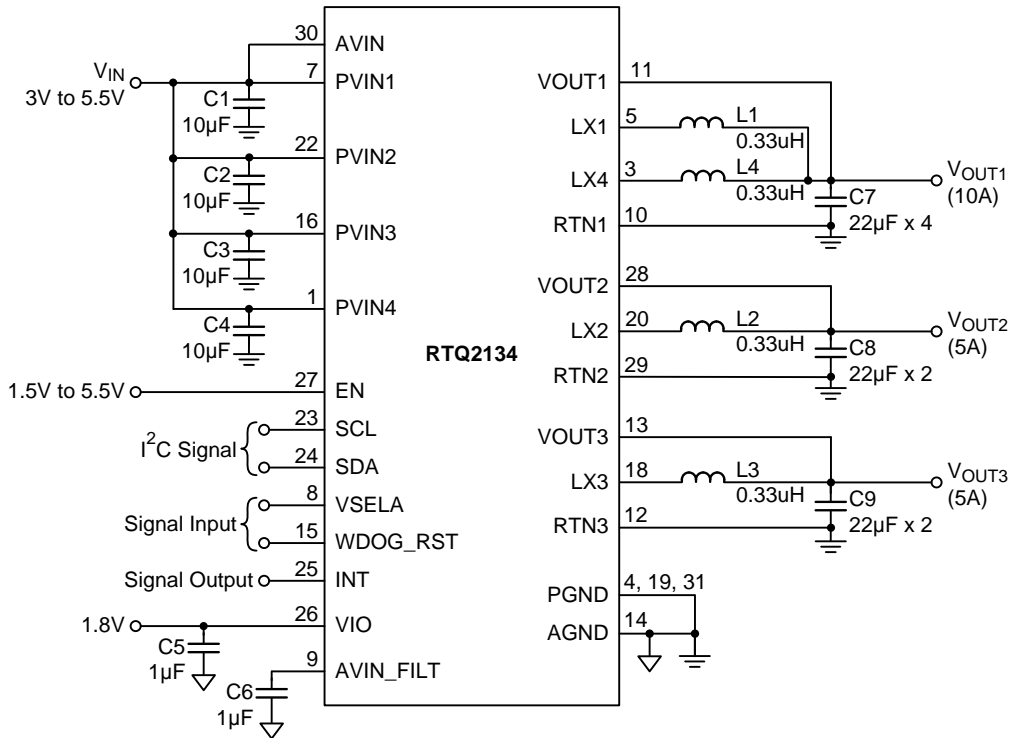 30 AVIN
V_IN
3V to 5.5V
7 PVIN1
C1
10µF
22 PVIN2
C2
10µF
16 PVIN3
C3
10µF
1 PVIN4
C4
10µF
RTQ2134
1.5V to 5.5V 27 EN
I²C Signal
23 SCL
24 SDA
Signal Input
8 VSELA
15 WDOG_RST
Signal Output 25 INT
1.8V 26 VIO
C5
1µF
9 AVIN_FILT
C6
1µF
VOUT1 11
LX1 5 L1
0.33uH
LX4 3 L4
0.33uH
V_OUT1
(10A)
RTN1 10
C7
22µF x 4
VOUT2 28
LX2 20 L2
0.33uH
V_OUT2
(5A)
RTN2 29
C8
22µF x 2
VOUT3 13
LX3 18 L3
0.33uH
V_OUT3
(5A)
RTN3 12
C9
22µF x 2
PGND 4, 19, 31
AGND 14